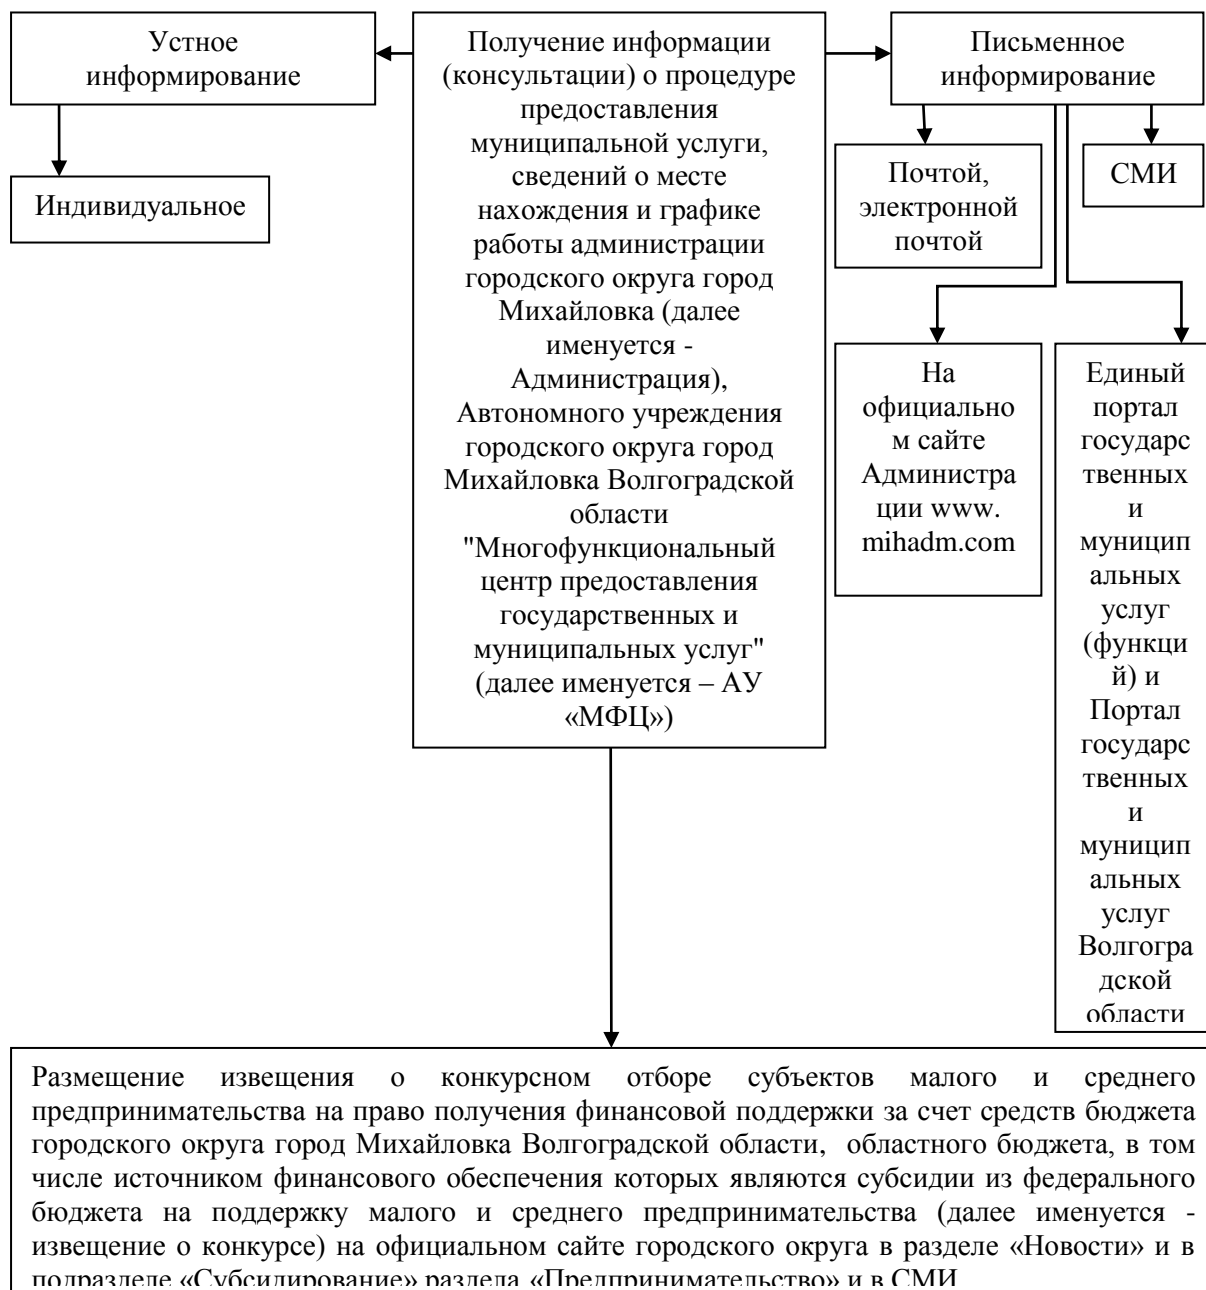 Устное
информирование
Индивидуальное
Получение информации
(консультации) о процедуре
предоставления
муниципальной услуги,
сведений о месте
нахождения и графике
работы администрации
городского округа город
Михайловка (далее
именуется -
Администрация),
Автономного учреждения
городского округа город
Михайловка Волгоградской
области
"Многофункциональный
центр предоставления
государственных и
муниципальных услуг"
(далее именуется – АУ
«МФЦ»)
Письменное
информирование
Почтой,
электронной
почтой
СМИ
На
официально
м сайте
Администра
ции www.
mihadm.com
Единый
портал
государс
твенных
и
муницип
альных
услуг
(функци
й) и
Портал
государс
твенных
и
муницип
альных
услуг
Волгогра
дской
области
Размещение извещения о конкурсном отборе субъектов малого и среднего
предпринимательства на право получения финансовой поддержки за счет средств бюджета
городского округа город Михайловка Волгоградской области, областного бюджета, в том
числе источником финансового обеспечения которых являются субсидии из федерального
бюджета на поддержку малого и среднего предпринимательства (далее именуется -
извещение о конкурсе) на официальном сайте городского округа в разделе «Новости» и в
подразделе «Субсидирование» раздела «Предпринимательство» и в СМИ